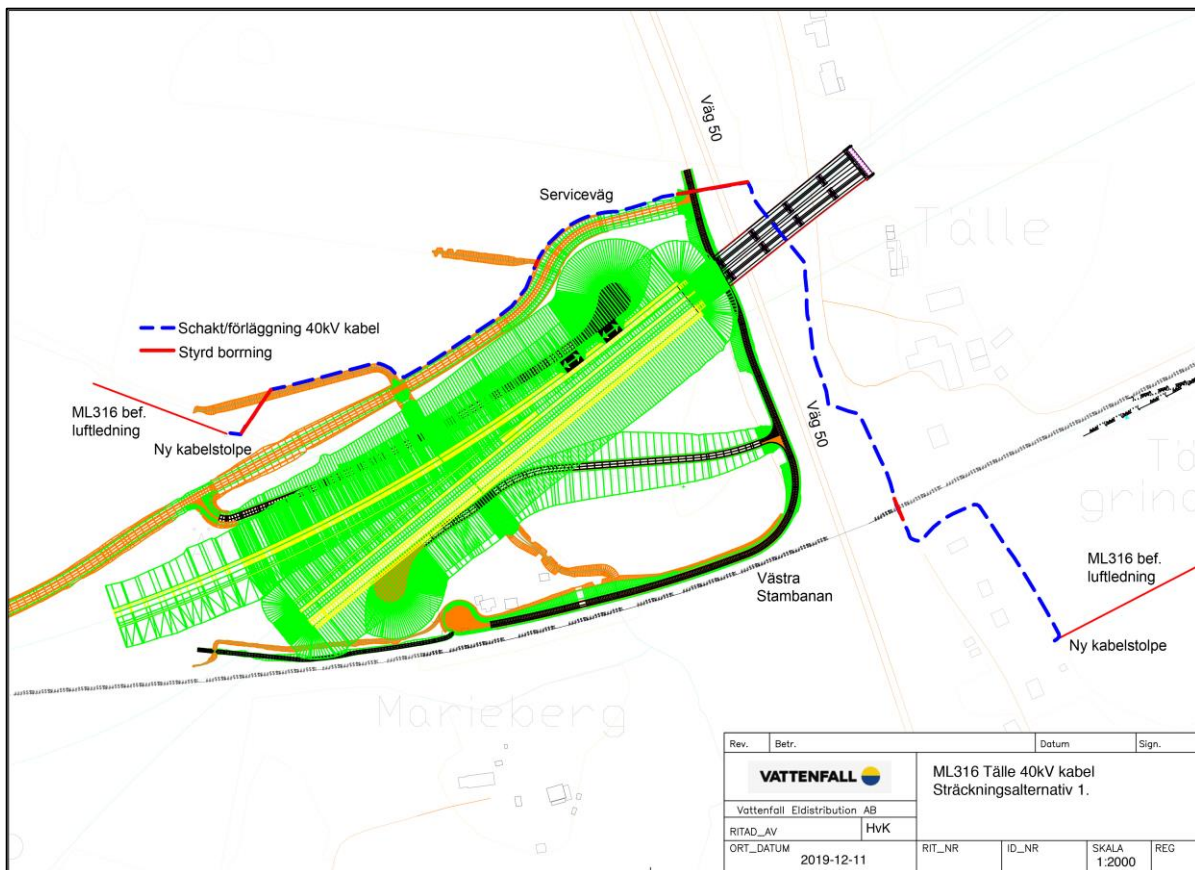 Väg 50
Serviceväg
Tälle
Schakt/förläggning 40kV kabel
Styrd borrning
ML316 bef.
luftledning
Ny kabelstolpe
Väg 50
ML316 bef.
luftledning
Västra
Stambanan
Ny kabelstolpe
Marieberg
Rev. Betr. Datum Sign.
VATTENFALL
ML316 Tälle 40kV kabel
Sträckningsalternativ 1.
Vattenfall Eldistribution AB
RITAD_AV HvK
ORT_DATUM
2019-12-11
RIT_NR ID_NR SKALA
1:2000
REG